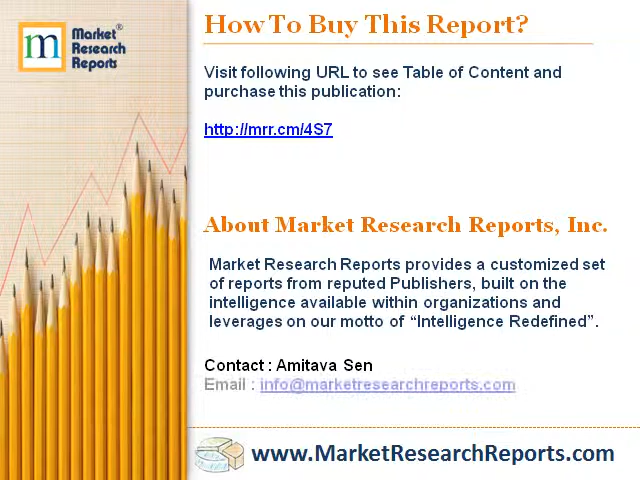 m
Market®
Research
Reports
How To Buy This Report?
Visit following URL to see Table of Content and
purchase this publication:
http://mrr.cm/4S7
About Market Research Reports, Inc.
Market Research Reports provides a customized set
of reports from reputed Publishers, built on the
intelligence available within organizations and
leverages on our motto of “Intelligence Redefined”.
Contact : Amitava Sen
Email : info@marketresearchreports.com
www.MarketResearchReports.com